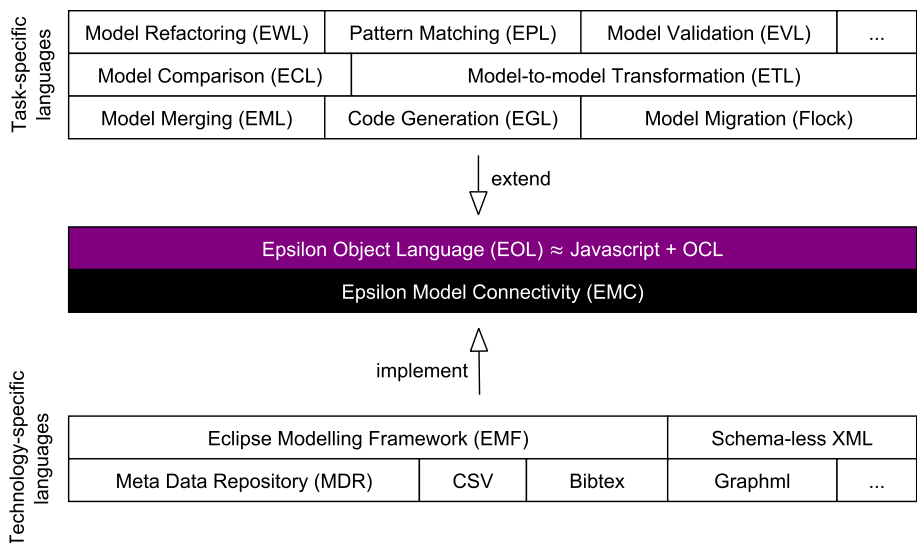 Task-specific
languages
Model Refactoring (EWL)
Pattern Matching (EPL)
Model Validation (EVL)
...
Model Comparison (ECL)
Model-to-model Transformation (ETL)
Model Merging (EML)
Code Generation (EGL)
Model Migration (Flock)
extend
Epsilon Object Language (EOL) ≈ Javascript + OCL
Epsilon Model Connectivity (EMC)
implement
Technology-specific
languages
Eclipse Modelling Framework (EMF)
Schema-less XML
Meta Data Repository (MDR)
CSV
Bibtex
Graphml
...